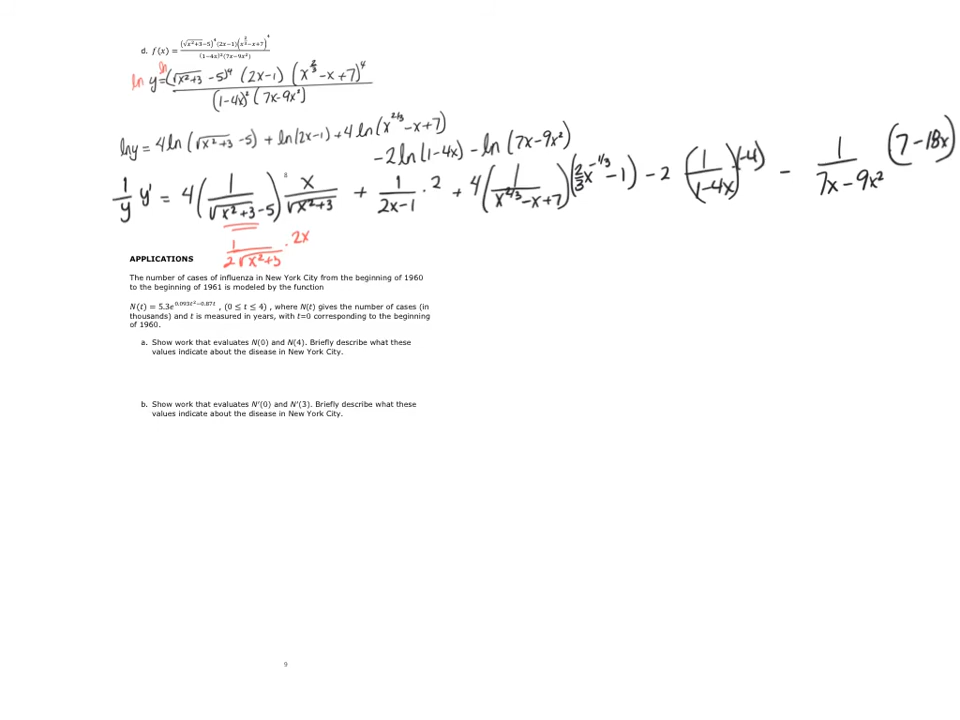 d. f(x) = (√(x²+3)−5)⁴(2x−1)(x^(2/3)−x+7)⁴ / (1−4x)²(7x−9x²)
ln y = ln (√(x²+3) −5)⁴ (2x−1) (x^(2/3) −x +7)⁴ / (1−4x)² (7x−9x²)
ln y = 4 ln (√(x²+3) −5) + ln(2x−1) + 4 ln (x^(2/3) −x+7)
−2 ln (1−4x) − ln (7x−9x²)
1/y y' = 4 (1/(√(x²+3) −5)) x/√(x²+3) + 1/(2x−1) · 2 + 4 (1/(x^(2/3) −x+7)) (2/3 x^(−1/3) −1) − 2 (1/(1−4x)) (−4) − 1/(7x−9x²) (7−18x)
1/(2√(x²+3)) · 2x
APPLICATIONS
The number of cases of influenza in New York City from the beginning of 1960
to the beginning of 1961 is modeled by the function
N(t) = 5.3e^(0.093t²−0.87t) , (0 ≤ t ≤ 4) , where N(t) gives the number of cases (in
thousands) and t is measured in years, with t=0 corresponding to the beginning
of 1960.
a. Show work that evaluates N(0) and N(4). Briefly describe what these
values indicate about the disease in New York City.
b. Show work that evaluates N'(0) and N'(3). Briefly describe what these
values indicate about the disease in New York City.
9